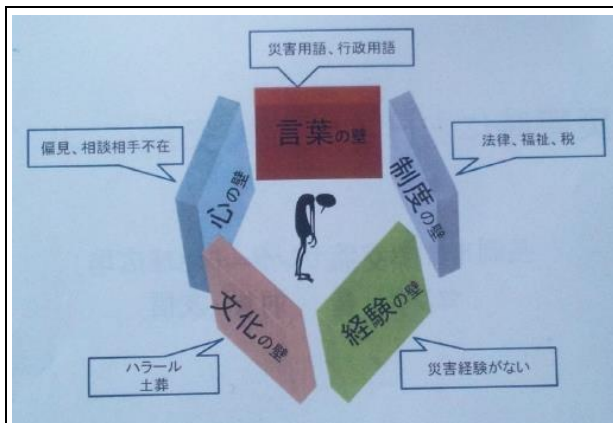 災害用語、行政用語
言葉の壁
偏見、相談相手不在
心の壁
法律、福祉、税
制度の壁
文化の壁
ハラール
土葬
経験の壁
災害経験がない